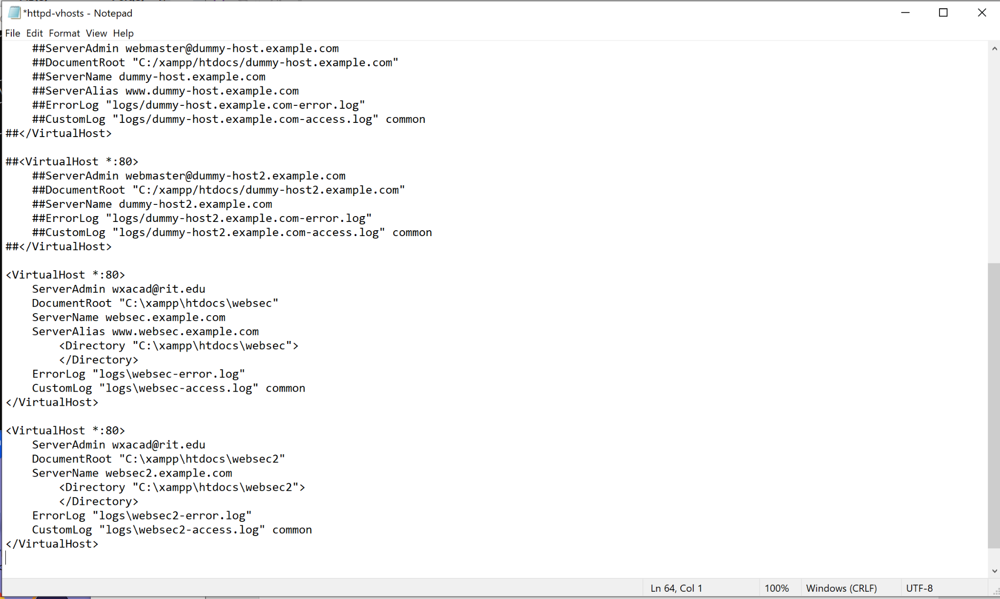 *httpd-vhosts - Notepad
File Edit Format View Help
##ServerAdmin webmaster@dummy-host.example.com
##DocumentRoot "C:/xampp/htdocs/dummy-host.example.com"
##ServerName dummy-host.example.com
##ServerAlias www.dummy-host.example.com
##ErrorLog "logs/dummy-host.example.com-error.log"
##CustomLog "logs/dummy-host.example.com-access.log" common
##</VirtualHost>
##<VirtualHost *:80>
##ServerAdmin webmaster@dummy-host2.example.com
##DocumentRoot "C:/xampp/htdocs/dummy-host2.example.com"
##ServerName dummy-host2.example.com
##ErrorLog "logs/dummy-host2.example.com-error.log"
##CustomLog "logs/dummy-host2.example.com-access.log" common
##</VirtualHost>
<VirtualHost *:80>
ServerAdmin wxacad@rit.edu
DocumentRoot "C:\xampp\htdocs\websec"
ServerName websec.example.com
ServerAlias www.websec.example.com
<Directory "C:\xampp\htdocs\websec">
</Directory>
ErrorLog "logs\websec-error.log"
CustomLog "logs\websec-access.log" common
</VirtualHost>
<VirtualHost *:80>
ServerAdmin wxacad@rit.edu
DocumentRoot "C:\xampp\htdocs\websec2"
ServerName websec2.example.com
<Directory "C:\xampp\htdocs\websec2">
</Directory>
ErrorLog "logs\websec2-error.log"
CustomLog "logs\websec2-access.log" common
</VirtualHost>
Ln 64, Col 1 100% Windows (CRLF) UTF-8